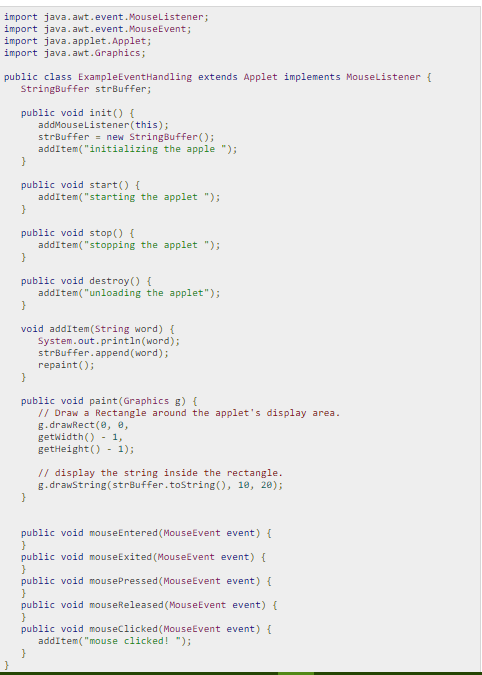 import java.awt.event.MouseListener;
import java.awt.event.MouseEvent;
import java.applet.Applet;
import java.awt.Graphics;

public class ExampleEventHandling extends Applet implements MouseListener {
   StringBuffer strBuffer;

   public void init() {
      addMouseListener(this);
      strBuffer = new StringBuffer();
      addItem("initializing the apple ");
   }

   public void start() {
      addItem("starting the applet ");
   }

   public void stop() {
      addItem("stopping the applet ");
   }

   public void destroy() {
      addItem("unloading the applet");
   }

   void addItem(String word) {
      System.out.println(word);
      strBuffer.append(word);
      repaint();
   }

   public void paint(Graphics g) {
      // Draw a Rectangle around the applet's display area.
      g.drawRect(0, 0,
      getWidth() - 1,
      getHeight() - 1);

      // display the string inside the rectangle.
      g.drawString(strBuffer.toString(), 10, 20);
   }


   public void mouseEntered(MouseEvent event) {
   }
   public void mouseExited(MouseEvent event) {
   }
   public void mousePressed(MouseEvent event) {
   }
   public void mouseReleased(MouseEvent event) {
   }
   public void mouseClicked(MouseEvent event) {
      addItem("mouse clicked! ");
   }
}